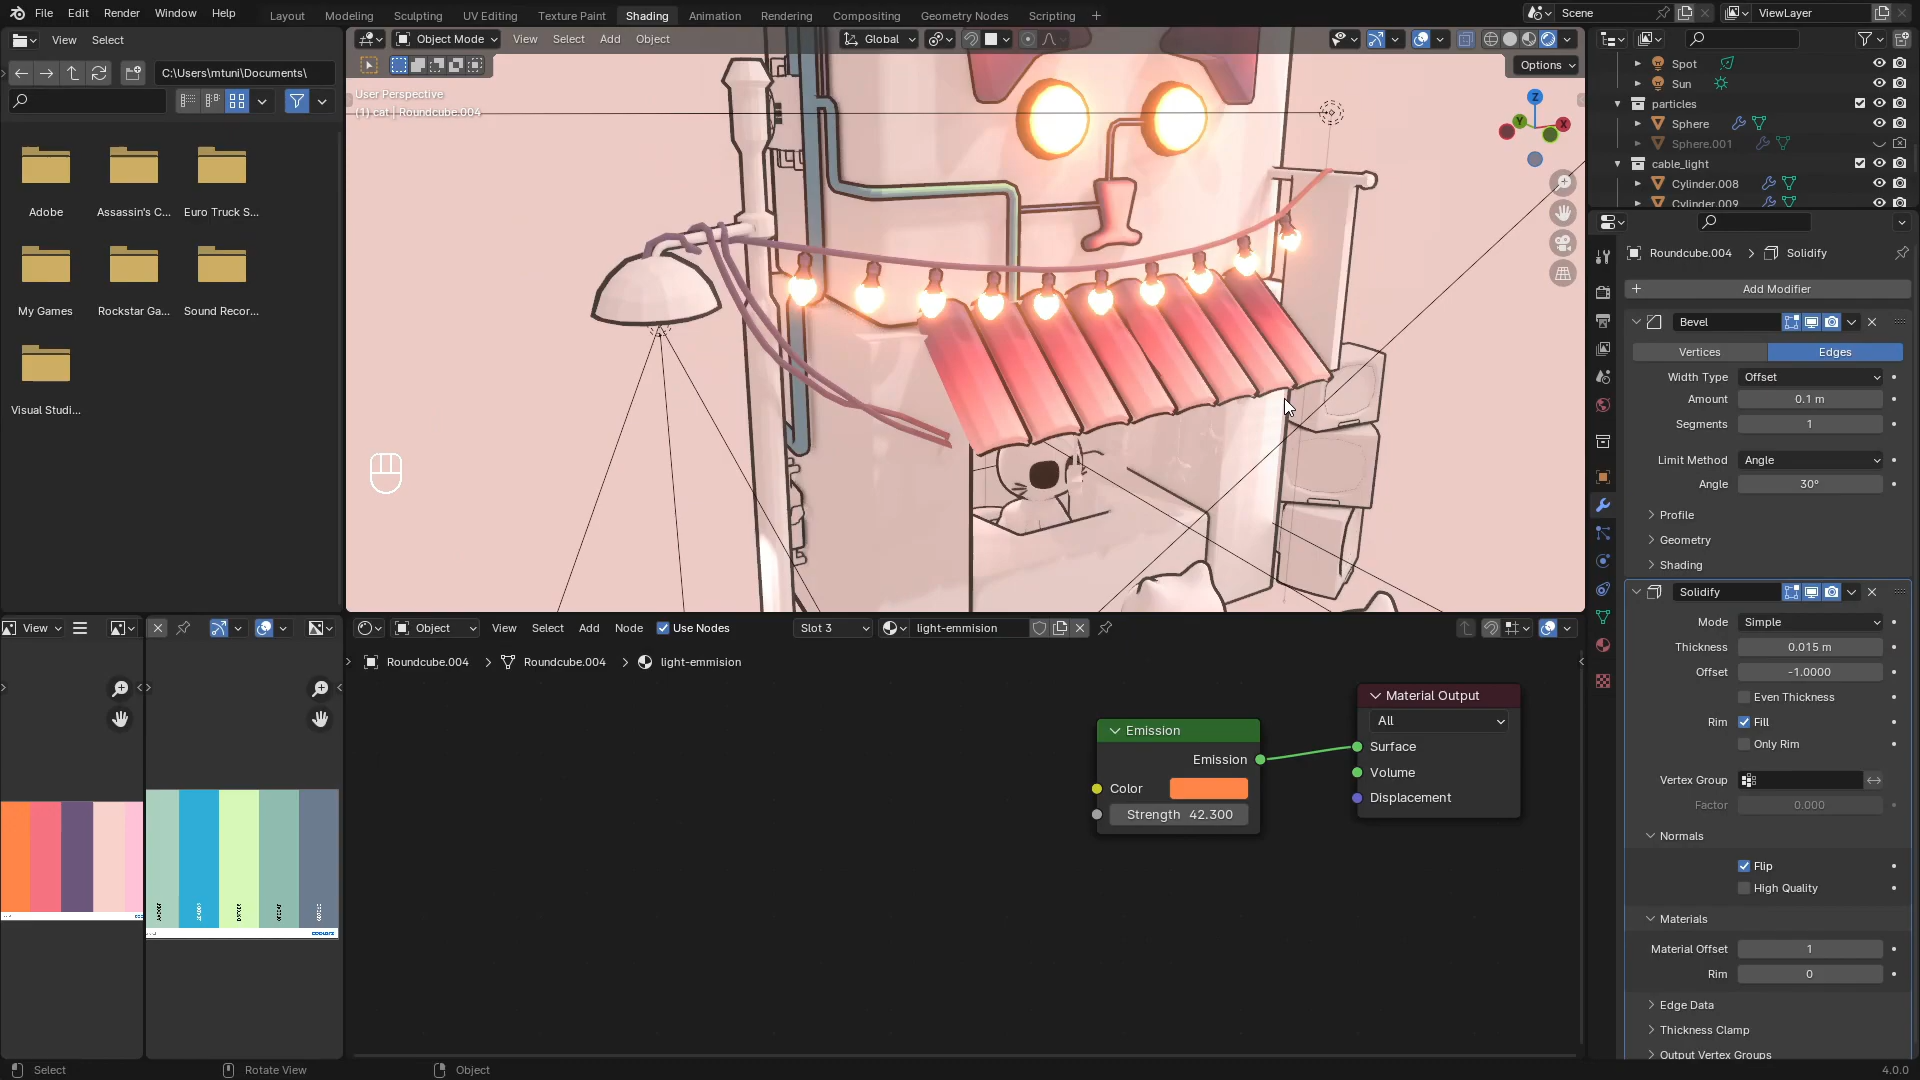 File Edit Render Window Help Layout Modeling Sculpting UV Editing Texture Paint Shading Animation Rendering Compositing Geometry Nodes Scripting Scene ViewLayer
View Select
C:\Users\mtuni\Documents\
Adobe Assassin's C... Euro Truck S...
My Games Rockstar Ga... Sound Recor...
Visual Studi...
Object Mode View Select Add Object Global
Options
User Perspective
(1) cat | Roundcube.004
Z
Y X
Spot
Sun
particles
Sphere
Sphere.001
cable_light
Cylinder.008
Cylinder.009
Roundcube.004 Solidify
Add Modifier
Bevel
Vertices Edges
Width Type Offset
Amount 0.1 m
Segments 1
Limit Method Angle
Angle 30°
Profile
Geometry
Shading
Solidify
Mode Simple
Thickness 0.015 m
Offset -1.0000
Even Thickness
Rim Fill
Only Rim
Vertex Group
Factor 0.000
Normals
Flip
High Quality
Materials
Material Offset 1
Rim 0
Edge Data
Thickness Clamp
Output Vertex Groups
View
Object View Select Add Node Use Nodes Slot 3 light-emmision
Roundcube.004 Roundcube.004 light-emmision
Emission
Emission
Color
Strength 42.300
Material Output
All
Surface
Volume
Displacement
Select Rotate View Object 4.0.0